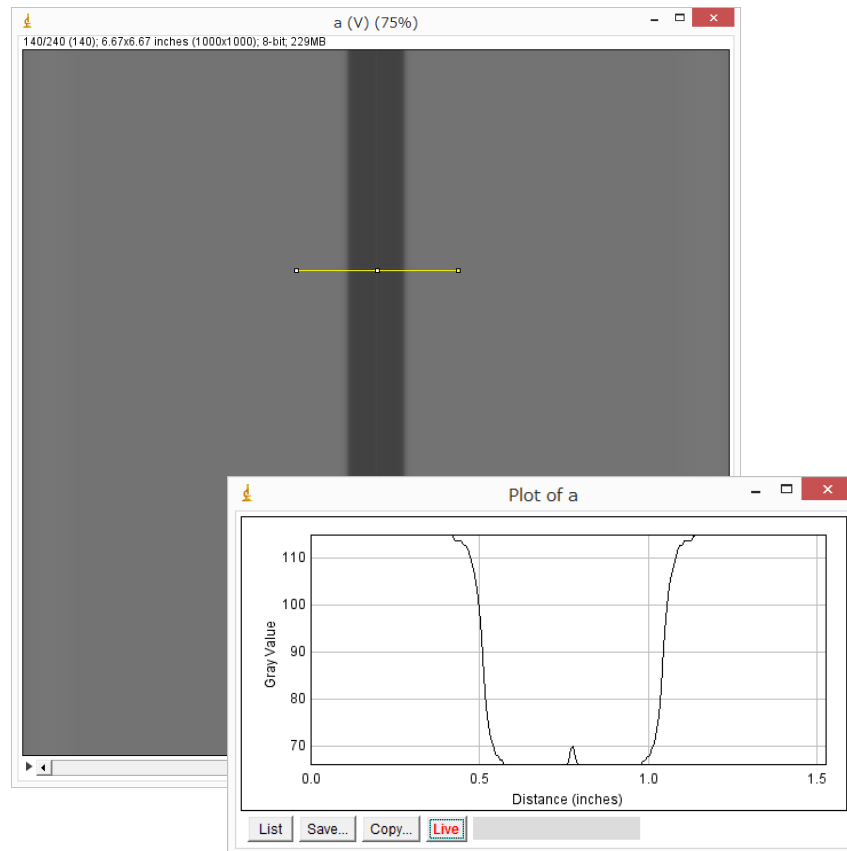 a (V) (75%)
140/240 (140); 6.67x6.67 inches (1000x1000); 8-bit; 229MB
Plot of a
110
100
90
80
70
Gray Value
0.0 0.5 1.0 1.5
Distance (inches)
List Save... Copy... Live